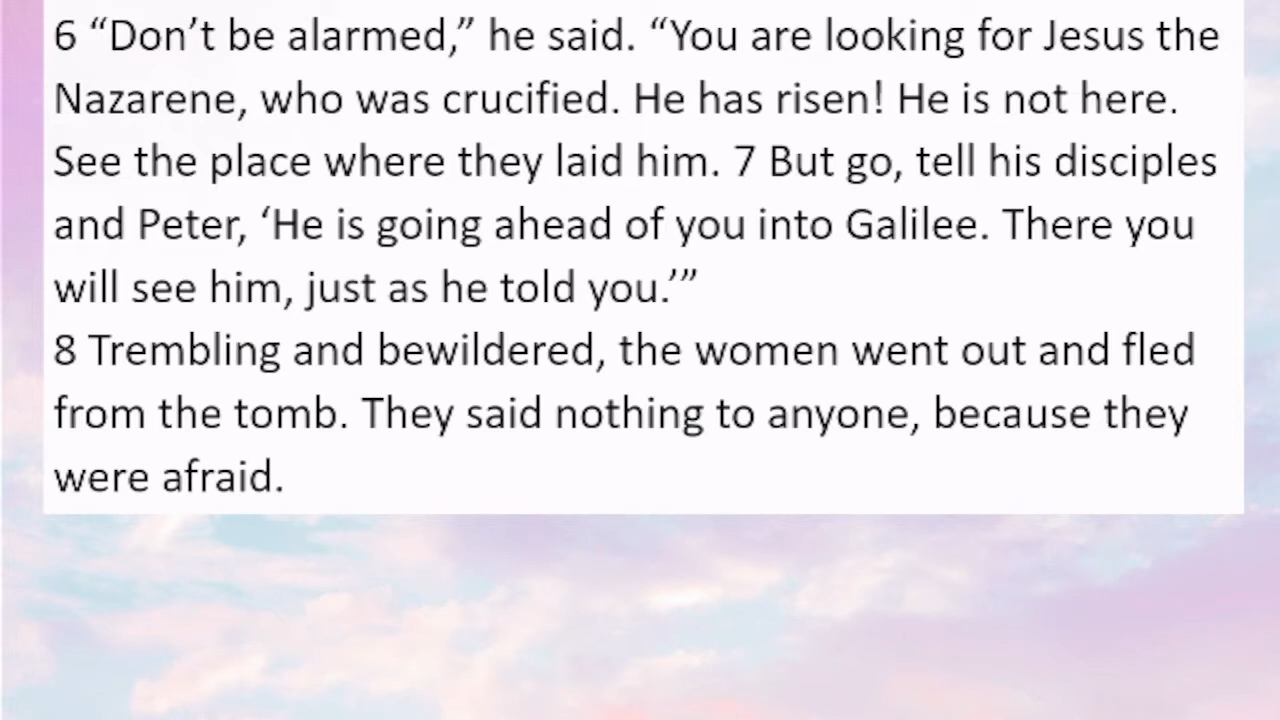 6 “Don’t be alarmed,” he said. “You are looking for Jesus the
Nazarene, who was crucified. He has risen! He is not here.
See the place where they laid him. 7 But go, tell his disciples
and Peter, ‘He is going ahead of you into Galilee. There you
will see him, just as he told you.’”
8 Trembling and bewildered, the women went out and fled
from the tomb. They said nothing to anyone, because they
were afraid.